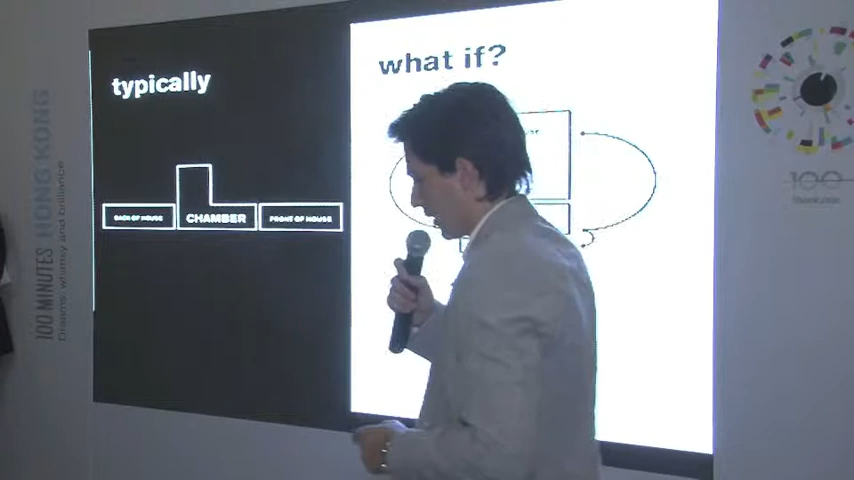 typically
what if?
BACK OF HOUSE
CHAMBER
FRONT OF HOUSE
100 MINUTES HONG KONG
Dreams, whimsy and brilliance
100